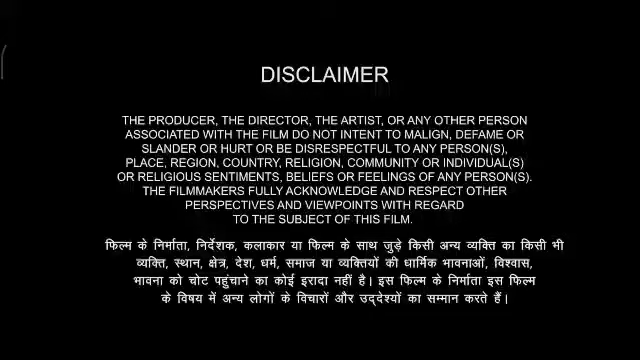 DISCLAIMER
THE PRODUCER, THE DIRECTOR, THE ARTIST, OR ANY OTHER PERSON
ASSOCIATED WITH THE FILM DO NOT INTENT TO MALIGN, DEFAME OR
SLANDER OR HURT OR BE DISRESPECTFUL TO ANY PERSON(S),
PLACE, REGION, COUNTRY, RELIGION, COMMUNITY OR INDIVIDUAL(S)
OR RELIGIOUS SENTIMENTS, BELIEFS OR FEELINGS OF ANY PERSON(S).
THE FILMMAKERS FULLY ACKNOWLEDGE AND RESPECT OTHER
PERSPECTIVES AND VIEWPOINTS WITH REGARD
TO THE SUBJECT OF THIS FILM.
फिल्म के निर्माता, निर्देशक, कलाकार या फिल्म के साथ जुड़े किसी अन्य व्यक्ति का किसी भी
व्यक्ति, स्थान, क्षेत्र, देश, धर्म, समाज या व्यक्तियों की धार्मिक भावनाओं, विश्वास,
भावना को चोट पहुंचाने का कोई इरादा नहीं है। इस फिल्म के निर्माता इस फिल्म
के विषय में अन्य लोगों के विचारों और उद्देश्यों का सम्मान करते हैं।